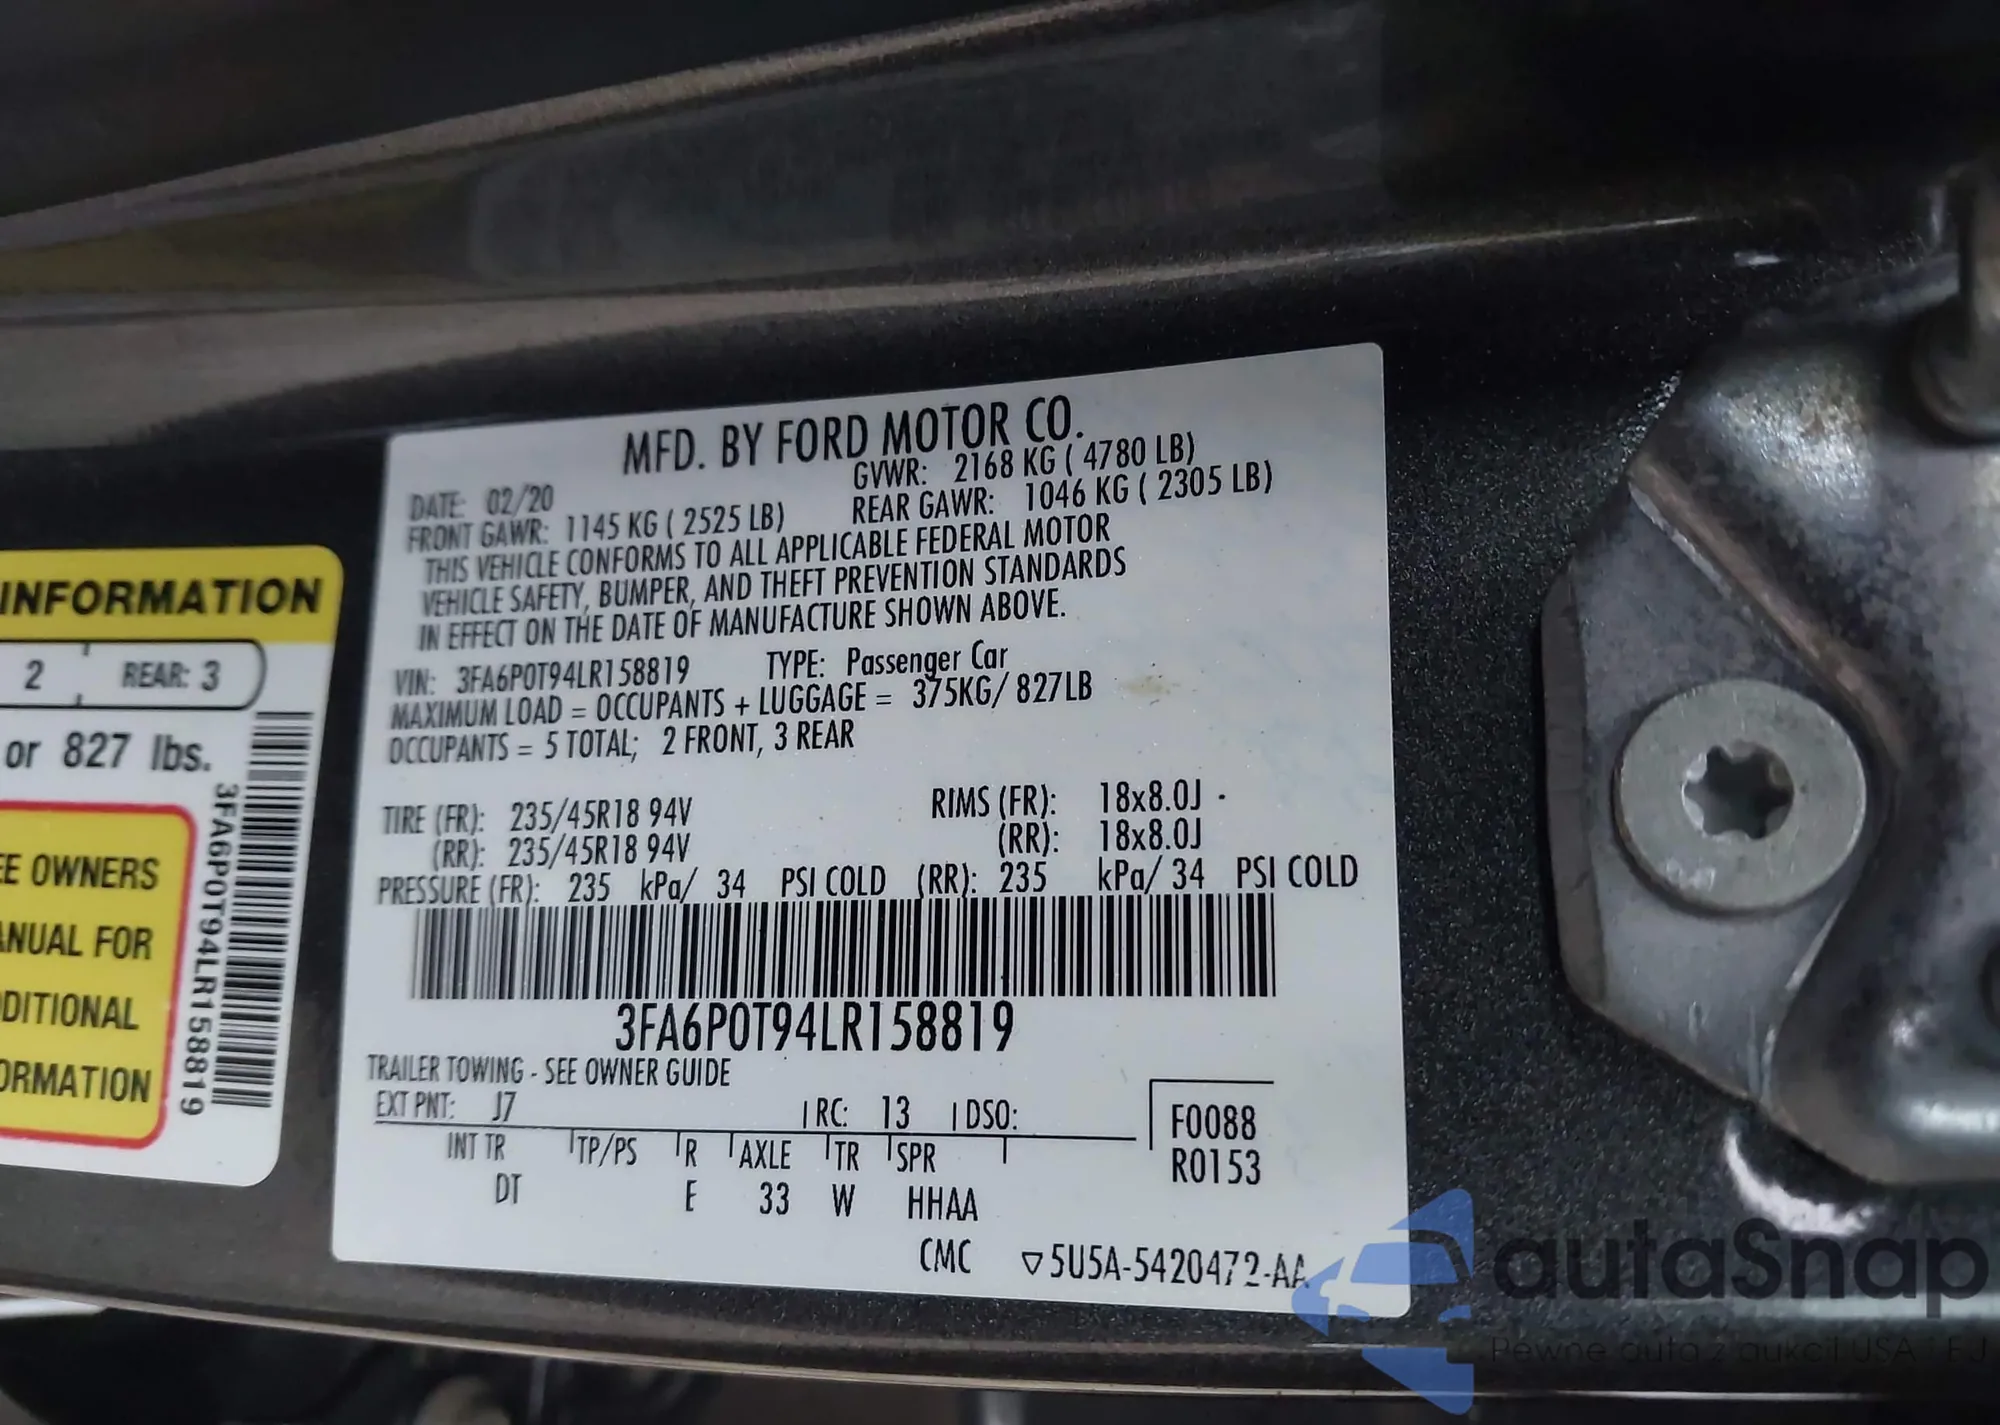 MFD. BY FORD MOTOR CO.
DATE: 02/20 GVWR: 2168 KG ( 4780 LB)
FRONT GAWR: 1145 KG ( 2525 LB) REAR GAWR: 1046 KG ( 2305 LB)
THIS VEHICLE CONFORMS TO ALL APPLICABLE FEDERAL MOTOR
VEHICLE SAFETY, BUMPER, AND THEFT PREVENTION STANDARDS
IN EFFECT ON THE DATE OF MANUFACTURE SHOWN ABOVE.
VIN: 3FA6P0T94LR158819 TYPE: Passenger Car
MAXIMUM LOAD = OCCUPANTS + LUGGAGE = 375KG/ 827LB
OCCUPANTS = 5 TOTAL; 2 FRONT, 3 REAR
TIRE (FR): 235/45R18 94V RIMS (FR): 18x8.0J
(RR): 235/45R18 94V (RR): 18x8.0J
PRESSURE (FR): 235 kPa/ 34 PSI COLD (RR): 235 kPa/ 34 PSI COLD
3FA6P0T94LR158819
TRAILER TOWING - SEE OWNER GUIDE
EXT PNT: J7 RC: 13 DSO:
F0088
R0153
INT TR TP/PS R AXLE TR SPR
DT E 33 W HHAA
CMC ▽5U5A-5420472-AA
INFORMATION
2 REAR: 3
or 827 lbs.
3FA6P0T94LR158819
EE OWNERS
ANUAL FOR
DDITIONAL
ORMATION
autaSnap
Pewne auta z aukcji USA i EU